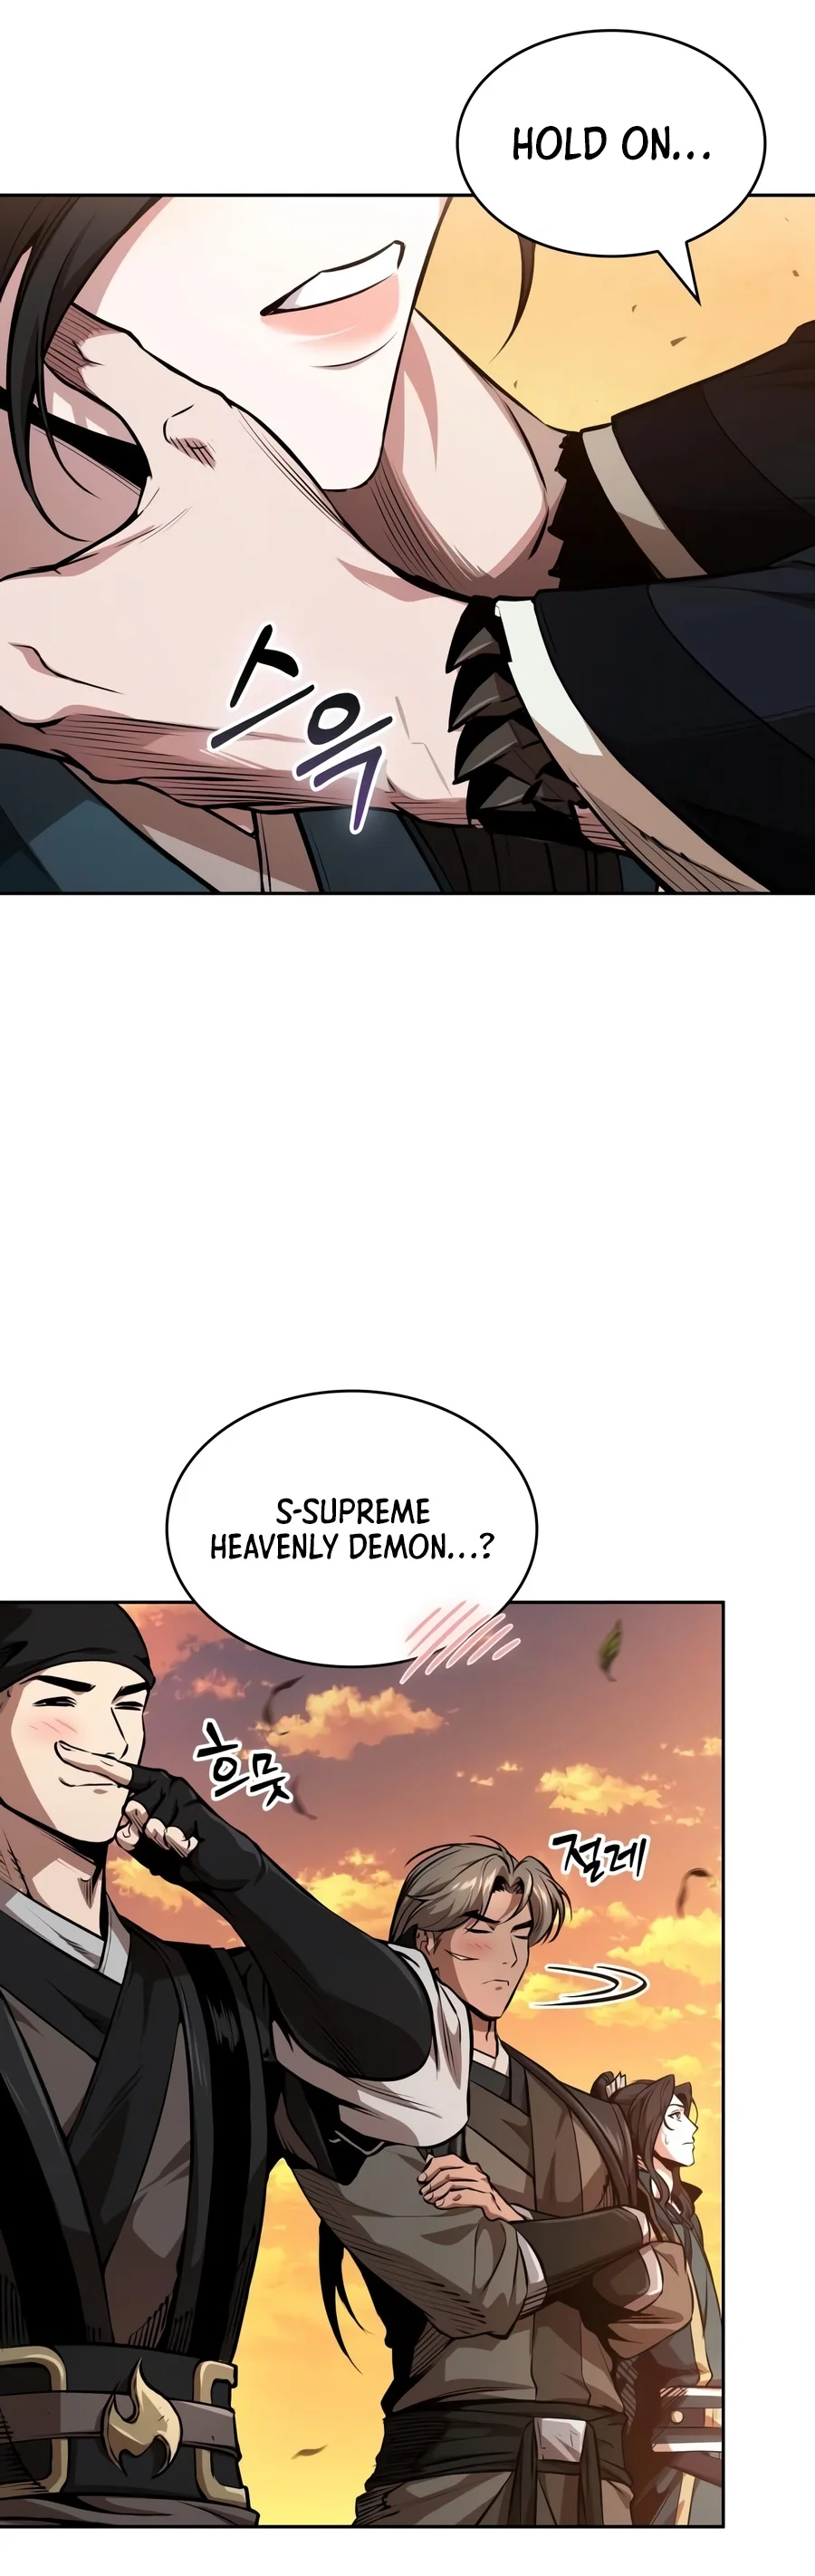 HOLD ON...
스윽
S-SUPREME
HEAVENLY DEMON...?
흐뭇
절레